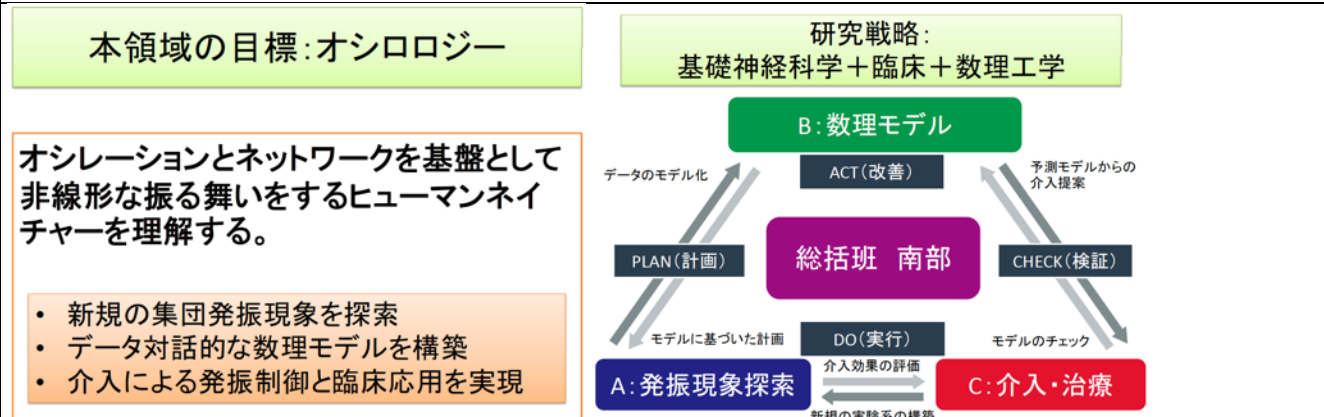 本領域の目標:オシロロジー
オシレーションとネットワークを基盤として
非線形な振る舞いをするヒューマンネイ
チャーを理解する。
• 新規の集団発振現象を探索
• データ対話的な数理モデルを構築
• 介入による発振制御と臨床応用を実現
研究戦略:
基礎神経科学+臨床+数理工学
B:数理モデル
データのモデル化
ACT(改善)
予測モデルからの
介入提案
PLAN(計画)
総括班 南部
CHECK(検証)
モデルに基づいた計画
DO(実行)
モデルのチェック
A:発振現象探索
介入効果の評価
C:介入・治療
新規の実験系の構築